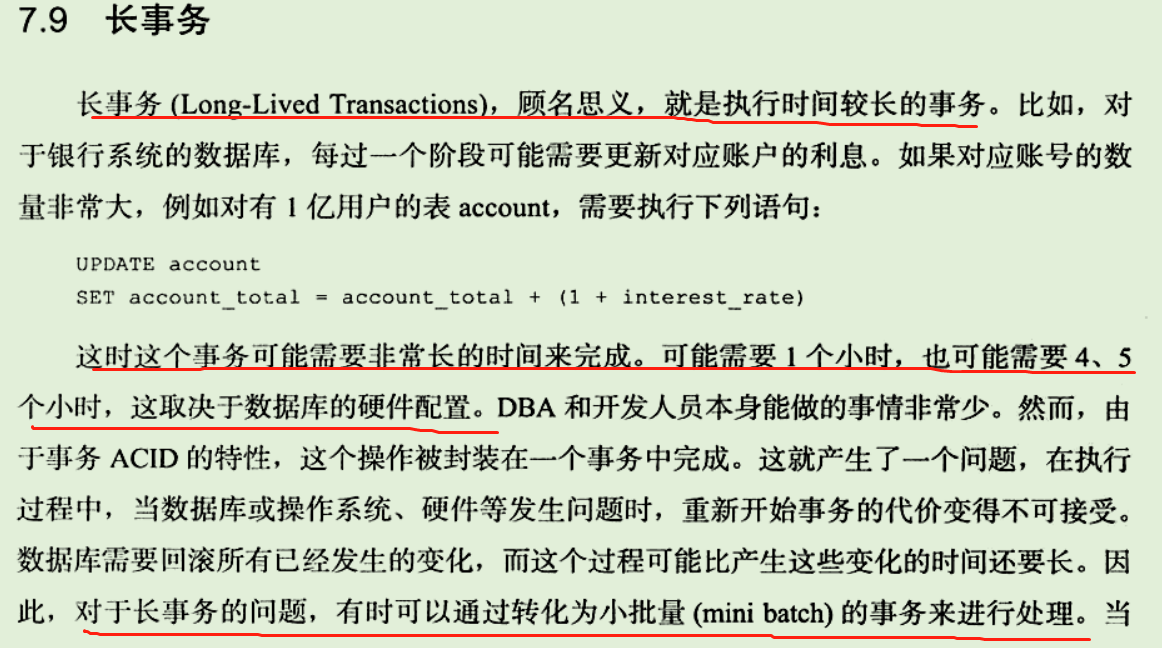 7.9 长事务
长事务 (Long-Lived Transactions)，顾名思义，就是执行时间较长的事务。比如，对
于银行系统的数据库，每过一个阶段可能需要更新对应账户的利息。如果对应账号的数
量非常大，例如对有 1 亿用户的表 account，需要执行下列语句：
UPDATE account
SET account_total = account_total + (1 + interest_rate)
这时这个事务可能需要非常长的时间来完成。可能需要 1 个小时，也可能需要 4、5
个小时，这取决于数据库的硬件配置。DBA 和开发人员本身能做的事情非常少。然而，由
于事务 ACID 的特性，这个操作被封装在一个事务中完成。这就产生了一个问题，在执行
过程中，当数据库或操作系统、硬件等发生问题时，重新开始事务的代价变得不可接受。
数据库需要回滚所有已经发生的变化，而这个过程可能比产生这些变化的时间还要长。因
此，对于长事务的问题，有时可以通过转化为小批量 (mini batch) 的事务来进行处理。当